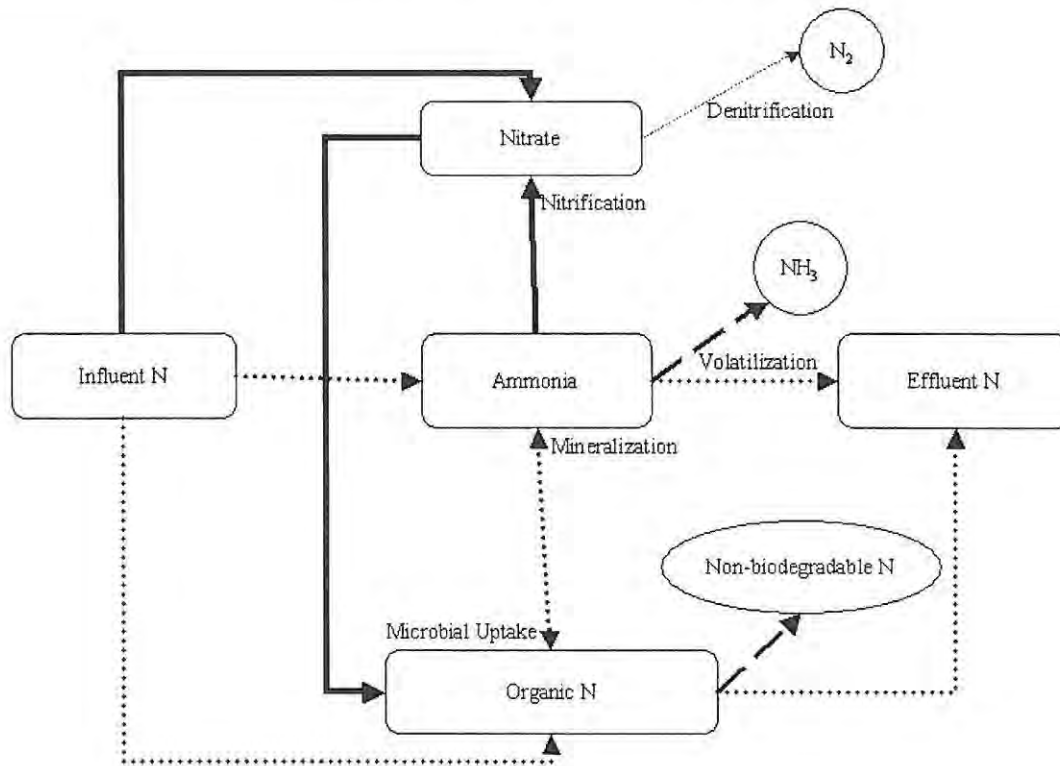 N₂
Denitrification
Nitrate
Nitrification
NH₃
Influent N
Ammonia
Volatilization
Effluent N
Mineralization
Non-biodegradable N
Microbial Uptake
Organic N